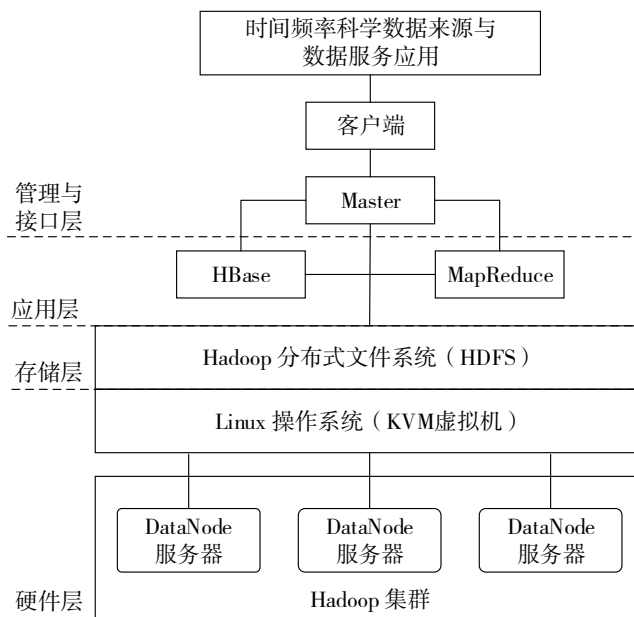 时间频率科学数据来源与
数据服务应用
客户端
管理与
接口层
Master
HBase
MapReduce
应用层
Hadoop 分布式文件系统（HDFS）
存储层
Linux 操作系统（KVM虚拟机）
DataNode
服务器
DataNode
服务器
DataNode
服务器
硬件层
Hadoop 集群